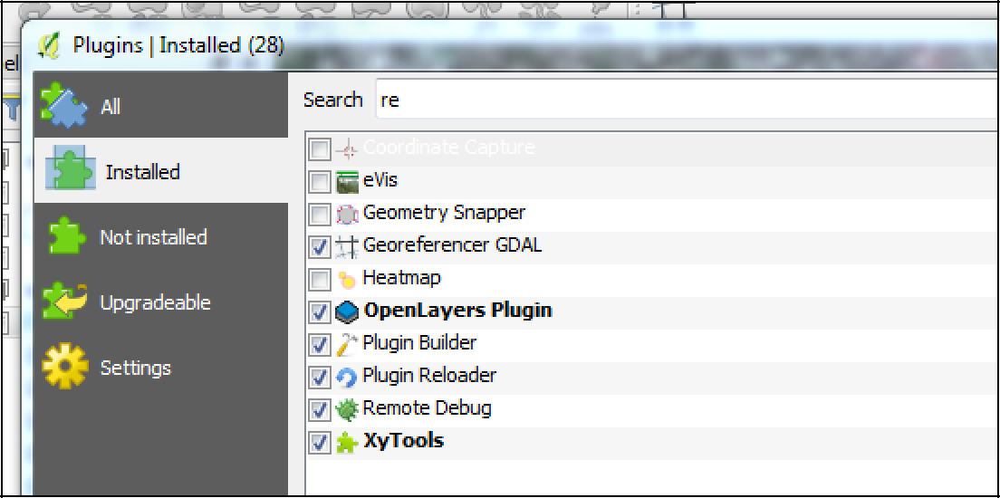 Plugins | Installed (28)
el
All
Installed
Not installed
Upgradeable
Settings
Search re
Coordinate Capture
eVis
Geometry Snapper
Georeferencer GDAL
Heatmap
OpenLayers Plugin
Plugin Builder
Plugin Reloader
Remote Debug
XyTools